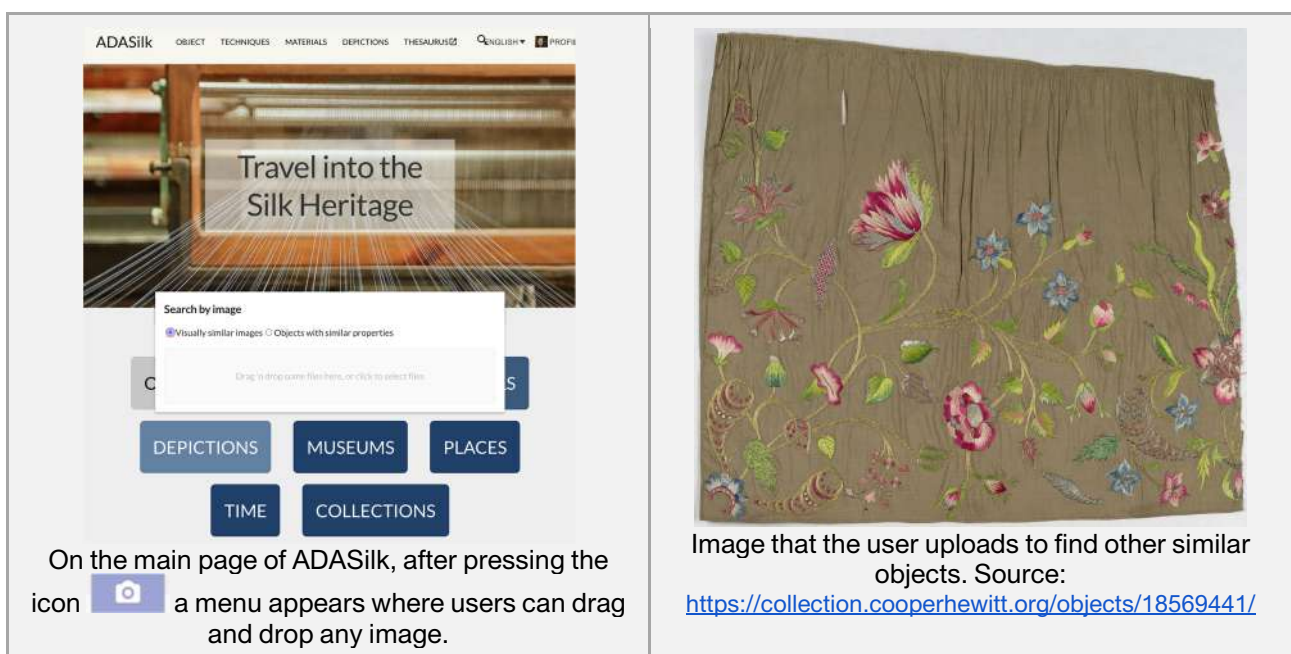 ADASilk OBJECT TECHNIQUES MATERIALS DEPICTIONS THESAURUS ENGLISH PROFI
Travel into the
Silk Heritage
Search by image
Visually similar images Objects with similar properties
Drag 'n drop some files here, or click to select files
DEPICTIONS MUSEUMS PLACES
TIME COLLECTIONS
On the main page of ADASilk, after pressing the
icon a menu appears where users can drag
and drop any image.
Image that the user uploads to find other similar
objects. Source:
https://collection.cooperhewitt.org/objects/18569441/